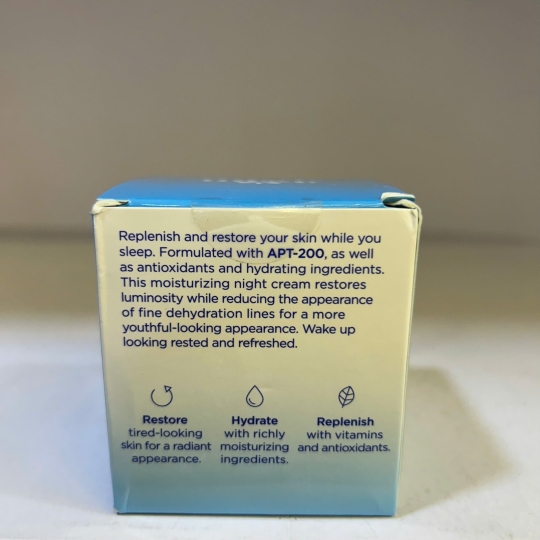 Replenish and restore your skin while you
sleep. Formulated with APT-200, as well
as antioxidants and hydrating ingredients.
This moisturizing night cream restores
luminosity while reducing the appearance
of fine dehydration lines for a more
youthful-looking appearance. Wake up
looking rested and refreshed.
Restore
tired-looking
skin for a radiant
appearance.
Hydrate
with richly
moisturizing
ingredients.
Replenish
with vitamins
and antioxidants.